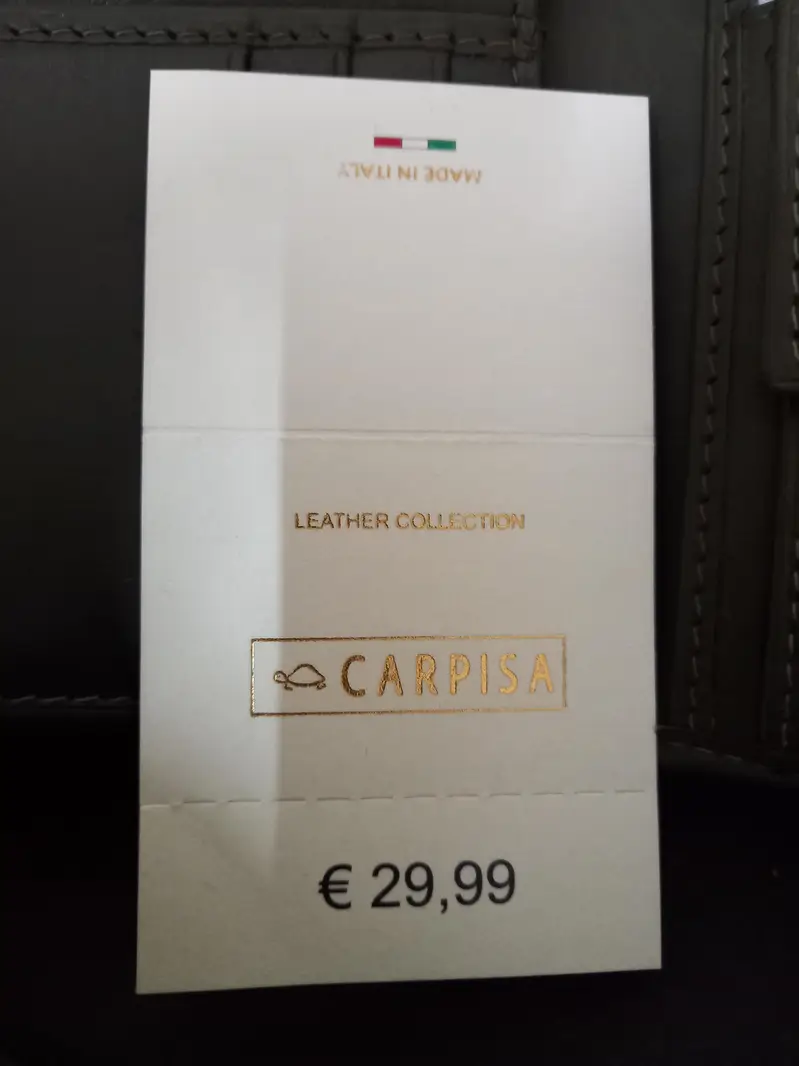 MADE IN ITALY
LEATHER COLLECTION
CARPISA
€ 29,99